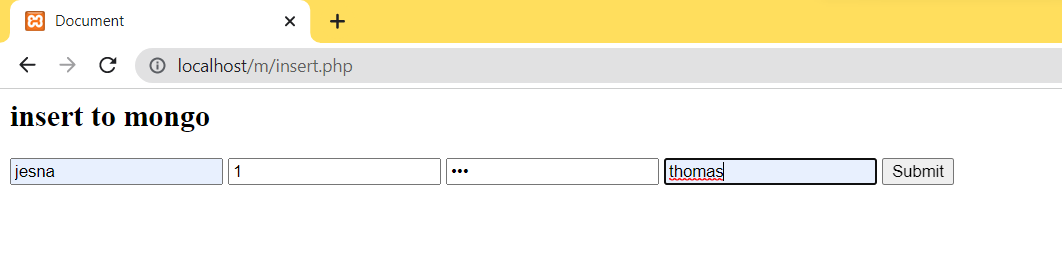 Document
localhost/m/insert.php
insert to mongo
jesna 1 ••• thomas Submit